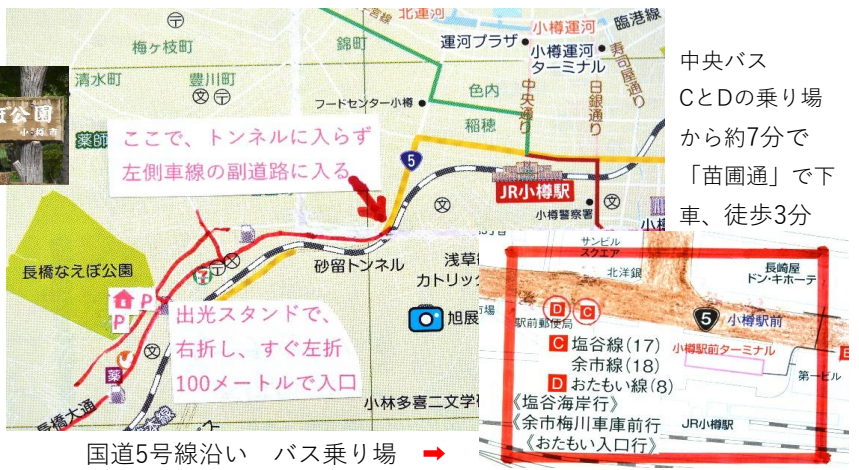 北運河
臨港線
運河プラザ
小樽運河
ターミナル
寿司屋通り
梅ヶ枝町
錦町
清水町
豊川町
色内
中央通り
日銀通り
フードセンター小樽
稲穂
公園
小樽市
薬師
ここで、トンネルに入らず
左側車線の副道路に入る
5
JR小樽駅
小樽警察署
長橋なえぼ公園
砂留トンネル
浅草
カトリック
旭展
P
P
出光スタンドで、
右折し、すぐ左折
100メートルで入口
薬
長橋大通
小林多喜二文学
国道5号線沿い　バス乗り場 ➡
中央バス
CとDの乗り場
から約7分で
「苗圃通」で下
車、徒歩3分
サンビル
スクエア
北洋銀
長崎屋
ドン・キホーテ
D C
駅前郵便局
5
小樽駅前
C 塩谷線(17)
余市線(18)
D おたもい線(8)
小樽駅前ターミナル
第一ビル
《塩谷海岸行》
《余市梅川車庫前行
《おたもい入口行》
JR小樽駅